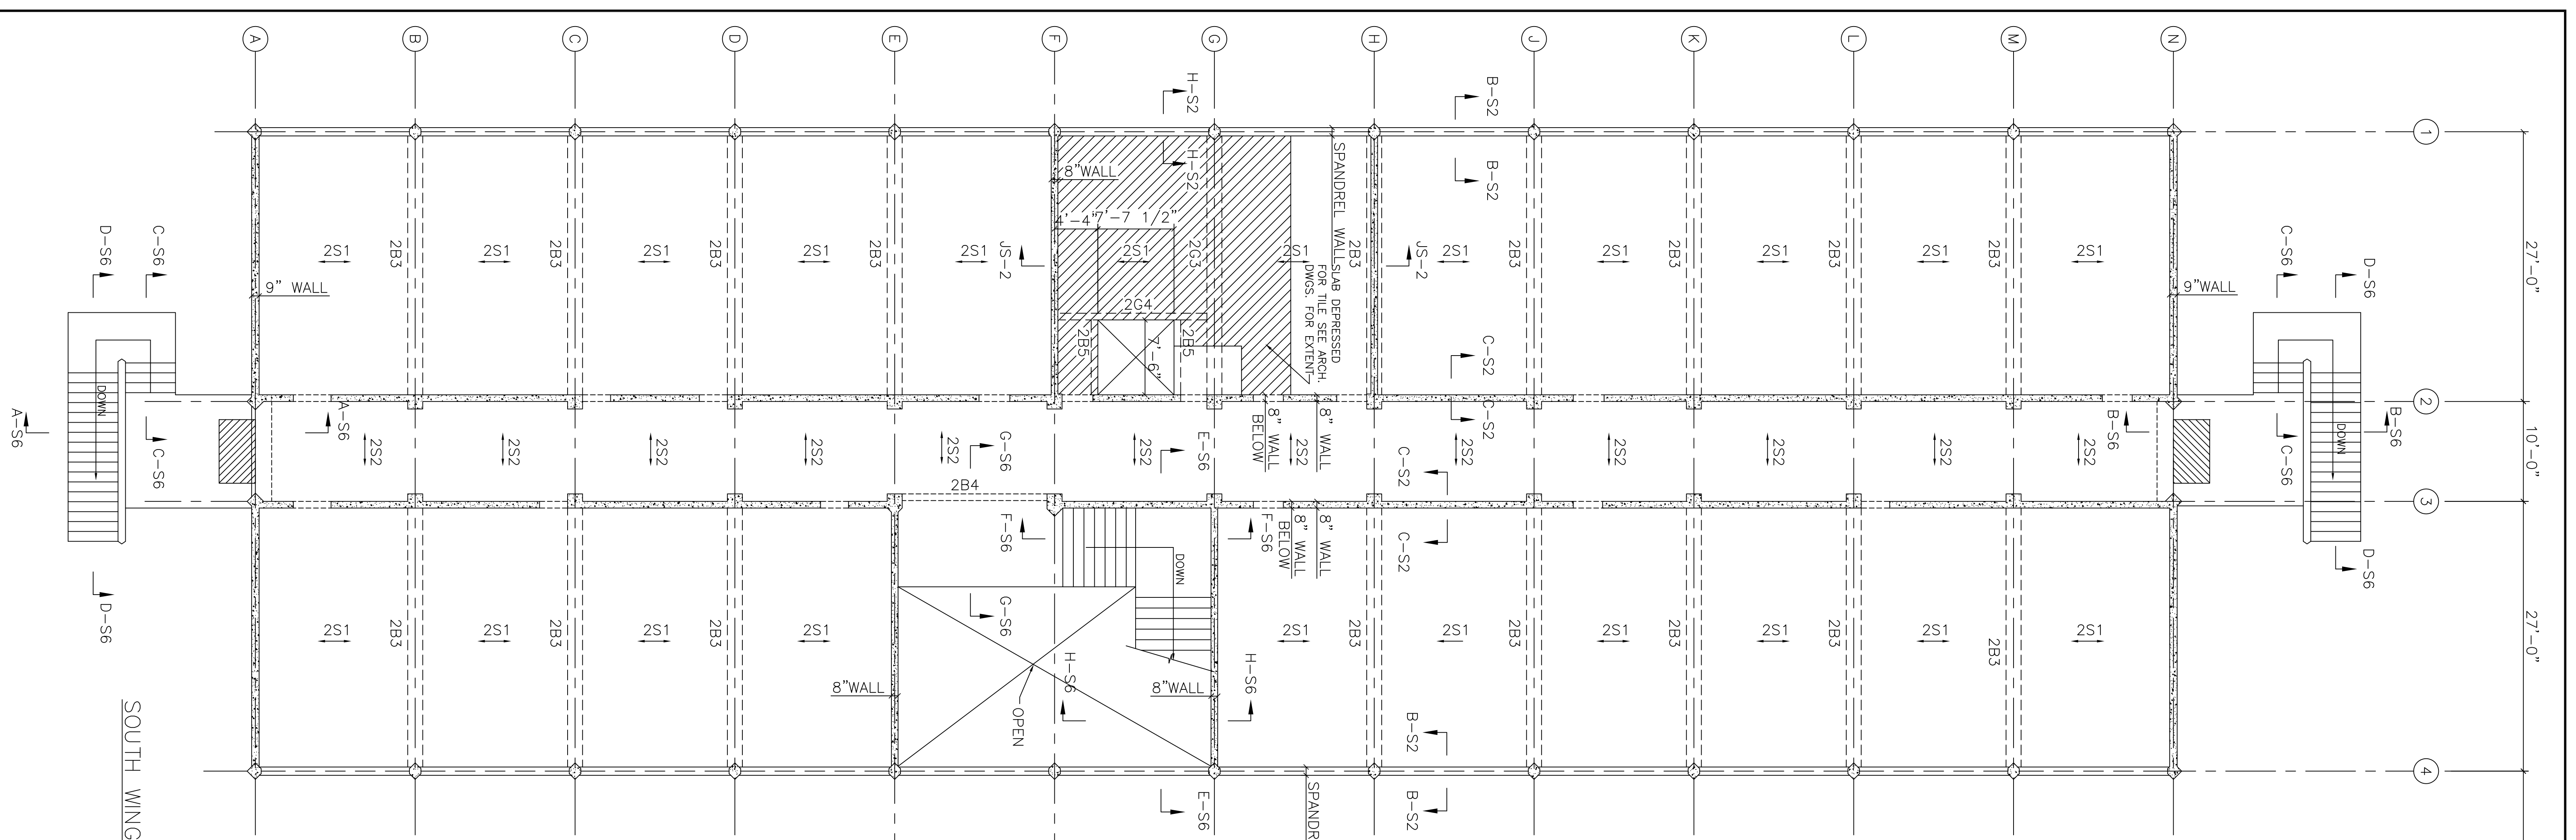 A
B
C
D
E
F
G
H
J
K
L
M
N
H-S2
B-S2
1
H-S2
B-S2
8"WALL
SPANDREL WALL
4'-4"
7'-7 1/2"
D-S6
C-S6
2S1
2B3
2S1
2B3
2S1
2B3
2S1
2B3
2S1
JS-2
2S1
2G3
2S1
2B3
JS-2
2S1
2B3
2S1
2B3
2S1
2B3
2S1
2B3
2S1
C-S6
D-S6
27'-0"
SLAB DEPRESSED
FOR TILE SEE ARCH.
DWGS. FOR EXTENT
9" WALL
9"WALL
2G4
2B5
7'-6"
2B5
C-S2
DOWN
A-S6
A-S6
C-S6
8" WALL
BELOW
8" WALL
C-S2
B-S6
2
B-S6
DOWN
C-S6
2S2
2S2
2S2
2S2
2S2
G-S6
2S2
E-S6
2S2
C-S2
2S2
2S2
2S2
2S2
2S2
10'-0"
2B4
3
F-S6
F-S6
8" WALL
BELOW
8" WALL
C-S2
DOWN
D-S6
D-S6
G-S6
2S1
2B3
2S1
2B3
2S1
2B3
2S1
2S1
2B3
2S1
2B3
2S1
2B3
2S1
2B3
2S1
2B3
2S1
27'-0"
H-S6
H-S6
8"WALL
8"WALL
OPEN
B-S2
4
SOUTH WING
E-S6
SPANDR
B-S2